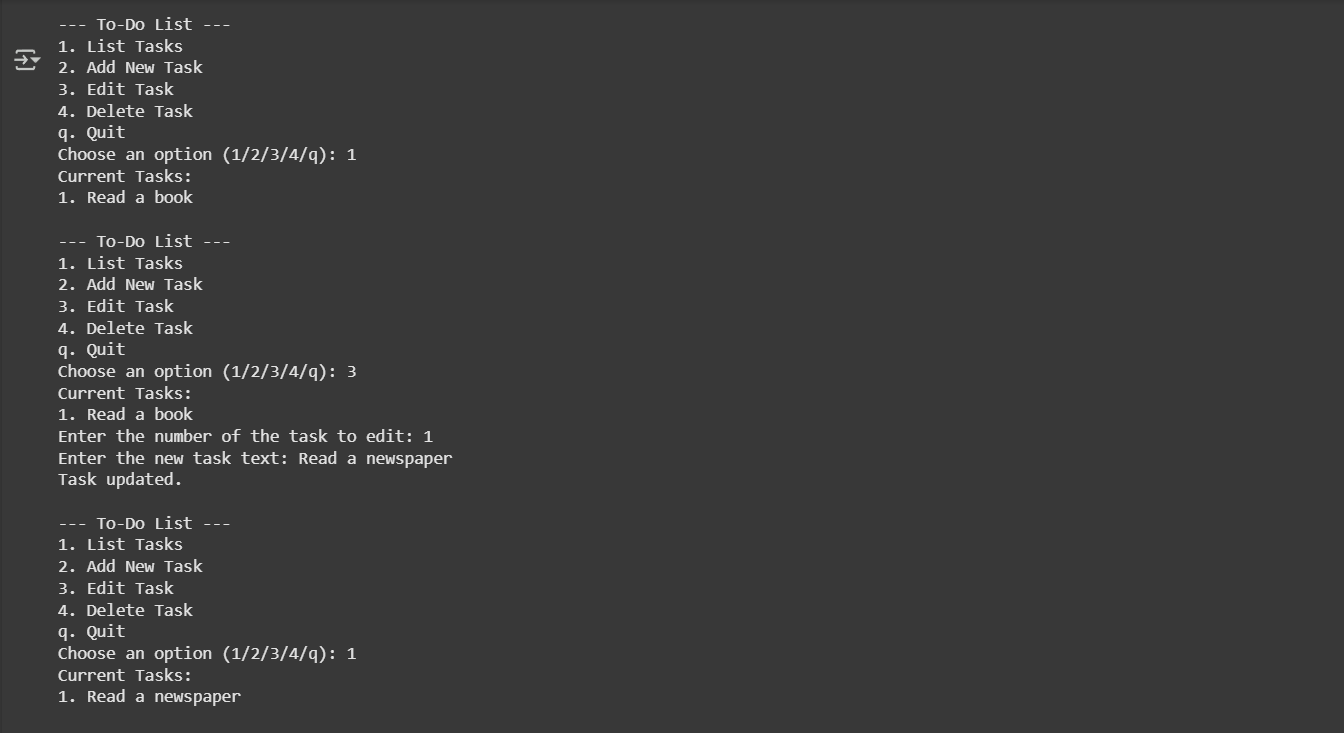 --- To-Do List ---
1. List Tasks
2. Add New Task
3. Edit Task
4. Delete Task
q. Quit
Choose an option (1/2/3/4/q): 1
Current Tasks:
1. Read a book

--- To-Do List ---
1. List Tasks
2. Add New Task
3. Edit Task
4. Delete Task
q. Quit
Choose an option (1/2/3/4/q): 3
Current Tasks:
1. Read a book
Enter the number of the task to edit: 1
Enter the new task text: Read a newspaper
Task updated.

--- To-Do List ---
1. List Tasks
2. Add New Task
3. Edit Task
4. Delete Task
q. Quit
Choose an option (1/2/3/4/q): 1
Current Tasks:
1. Read a newspaper